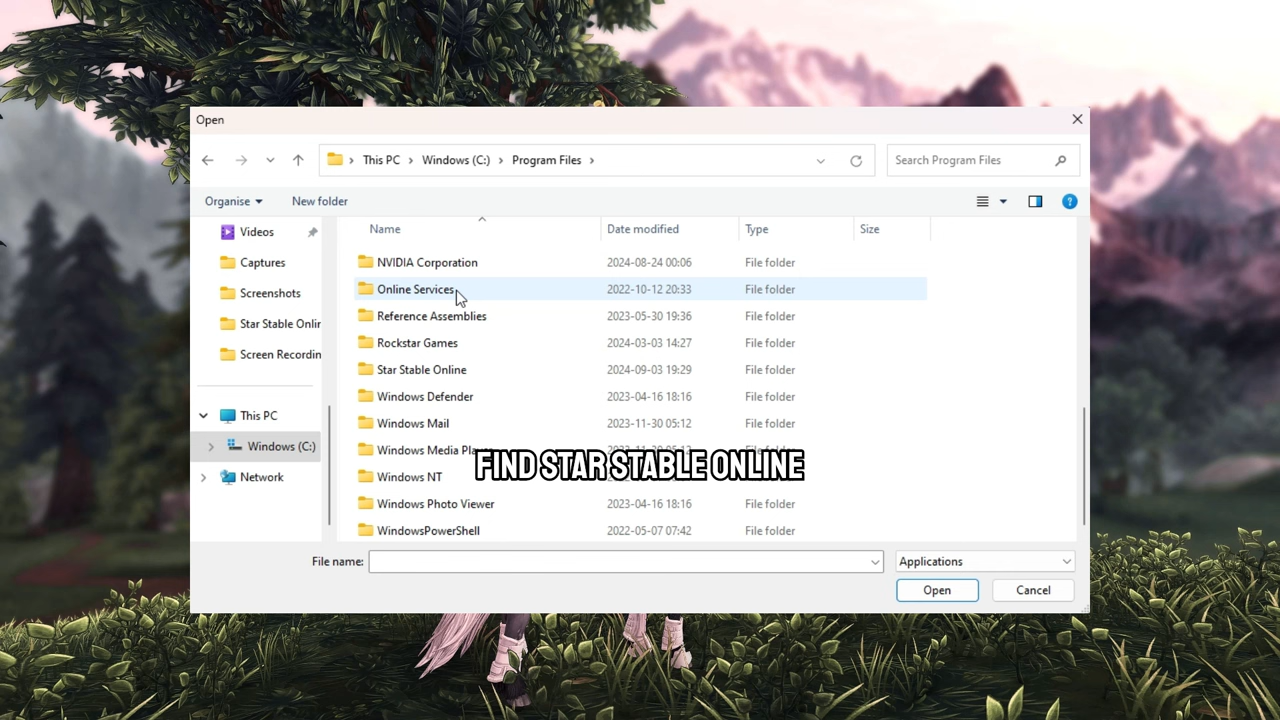 Open
This PC > Windows (C:) > Program Files >
Search Program Files
Organise
New folder
Videos
Captures
Screenshots
Star Stable Onlin
Screen Recordin
This PC
Windows (C:)
Network
Name Date modified Type Size
NVIDIA Corporation 2024-08-24 00:06 File folder
Online Services 2022-10-12 20:33 File folder
Reference Assemblies 2023-05-30 19:36 File folder
Rockstar Games 2024-03-03 14:27 File folder
Star Stable Online 2024-09-03 19:29 File folder
Windows Defender 2023-04-16 18:16 File folder
Windows Mail 2023-11-30 05:12 File folder
Windows Media
FIND STAR STABLE ONLINE
Windows NT File folder
Windows Photo Viewer 2023-04-16 18:16 File folder
WindowsPowerShell 2022-05-07 07:42 File folder
File name:
Applications
Open
Cancel